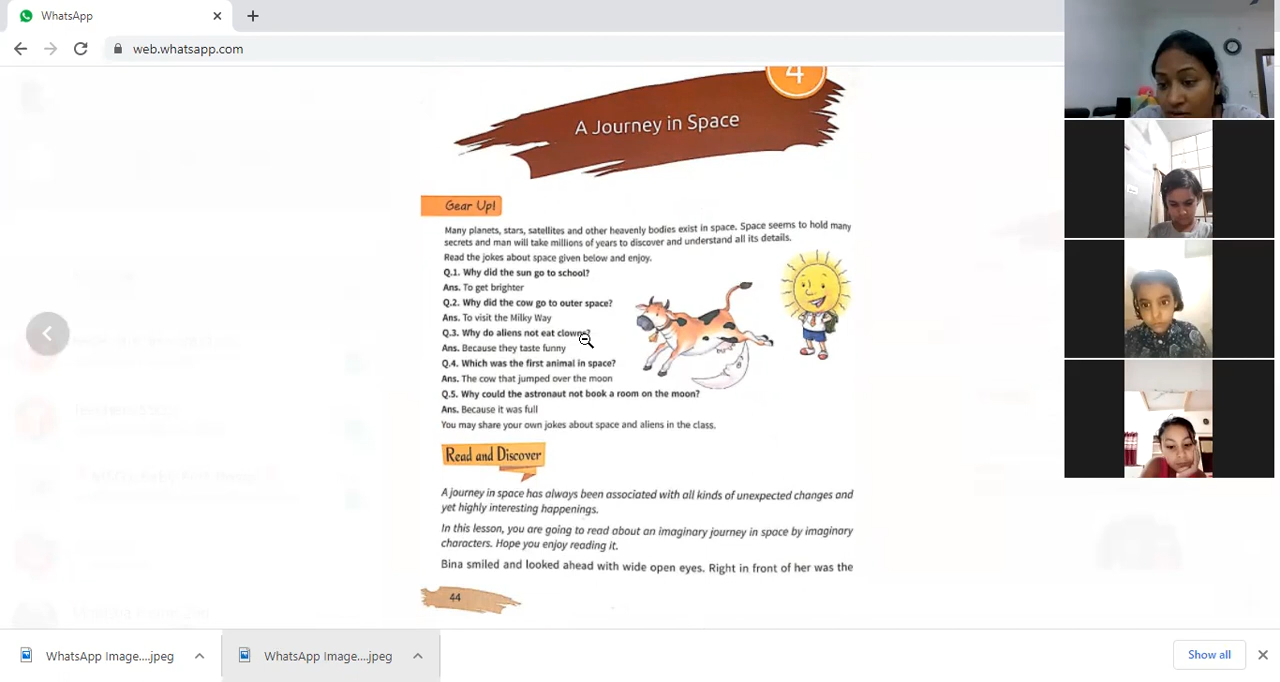 WhatsApp
web.whatsapp.com
4
A Journey in Space
Gear Up!
Many planets, stars, satellites and other heavenly bodies exist in space. Space seems to hold many
secrets and man will take millions of years to discover and understand all its details.
Read the jokes about space given below and enjoy.
Q.1. Why did the sun go to school?
Ans. To get brighter
Q.2. Why did the cow go to outer space?
Ans. To visit the Milky Way
Q.3. Why do aliens not eat clowns?
Ans. Because they taste funny
Q.4. Which was the first animal in space?
Ans. The cow that jumped over the moon
Q.5. Why could the astronaut not book a room on the moon?
Ans. Because it was full
You may share your own jokes about space and aliens in the class.
Read and Discover
A journey in space has always been associated with all kinds of unexpected changes and
yet highly interesting happenings.
In this lesson, you are going to read about an imaginary journey in space by imaginary
characters. Hope you enjoy reading it.
Bina smiled and looked ahead with wide open eyes. Right in front of her was the
44
WhatsApp Image....jpeg
WhatsApp Image....jpeg
Show all